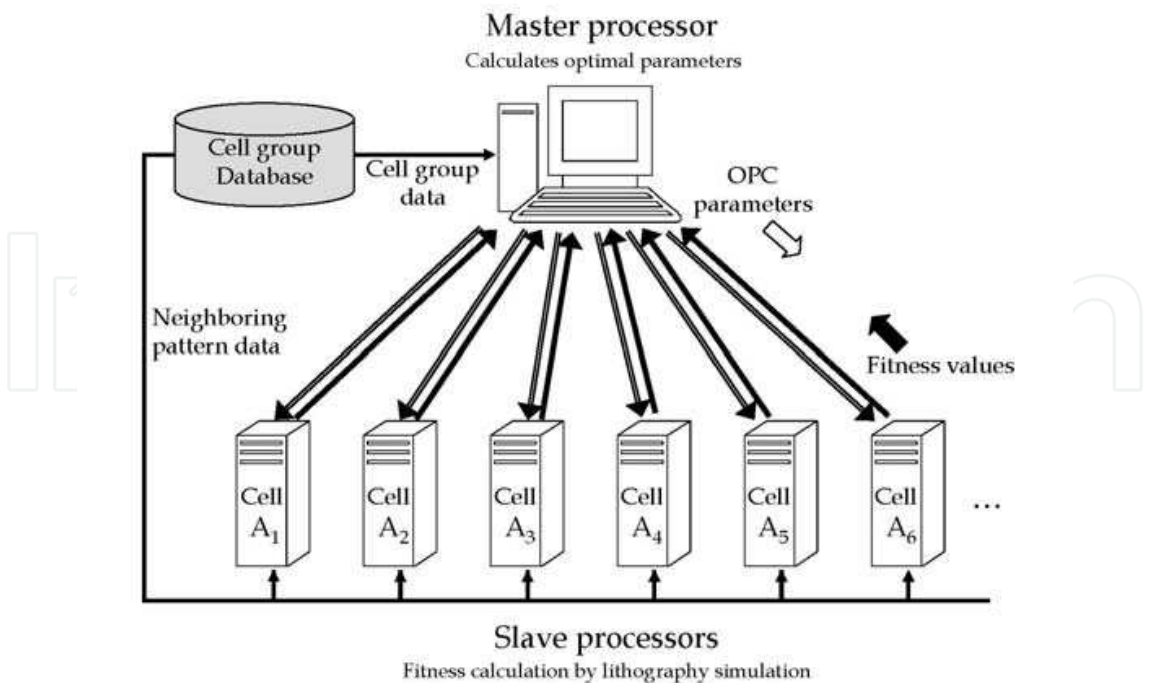 Master processor
Calculates optimal parameters
Cell group
Database
Cell group
data
OPC
parameters
Neighboring
pattern data
Fitness values
Cell
A1
Cell
A2
Cell
A3
Cell
A4
Cell
A5
Cell
A6
...
Slave processors
Fitness calculation by lithography simulation